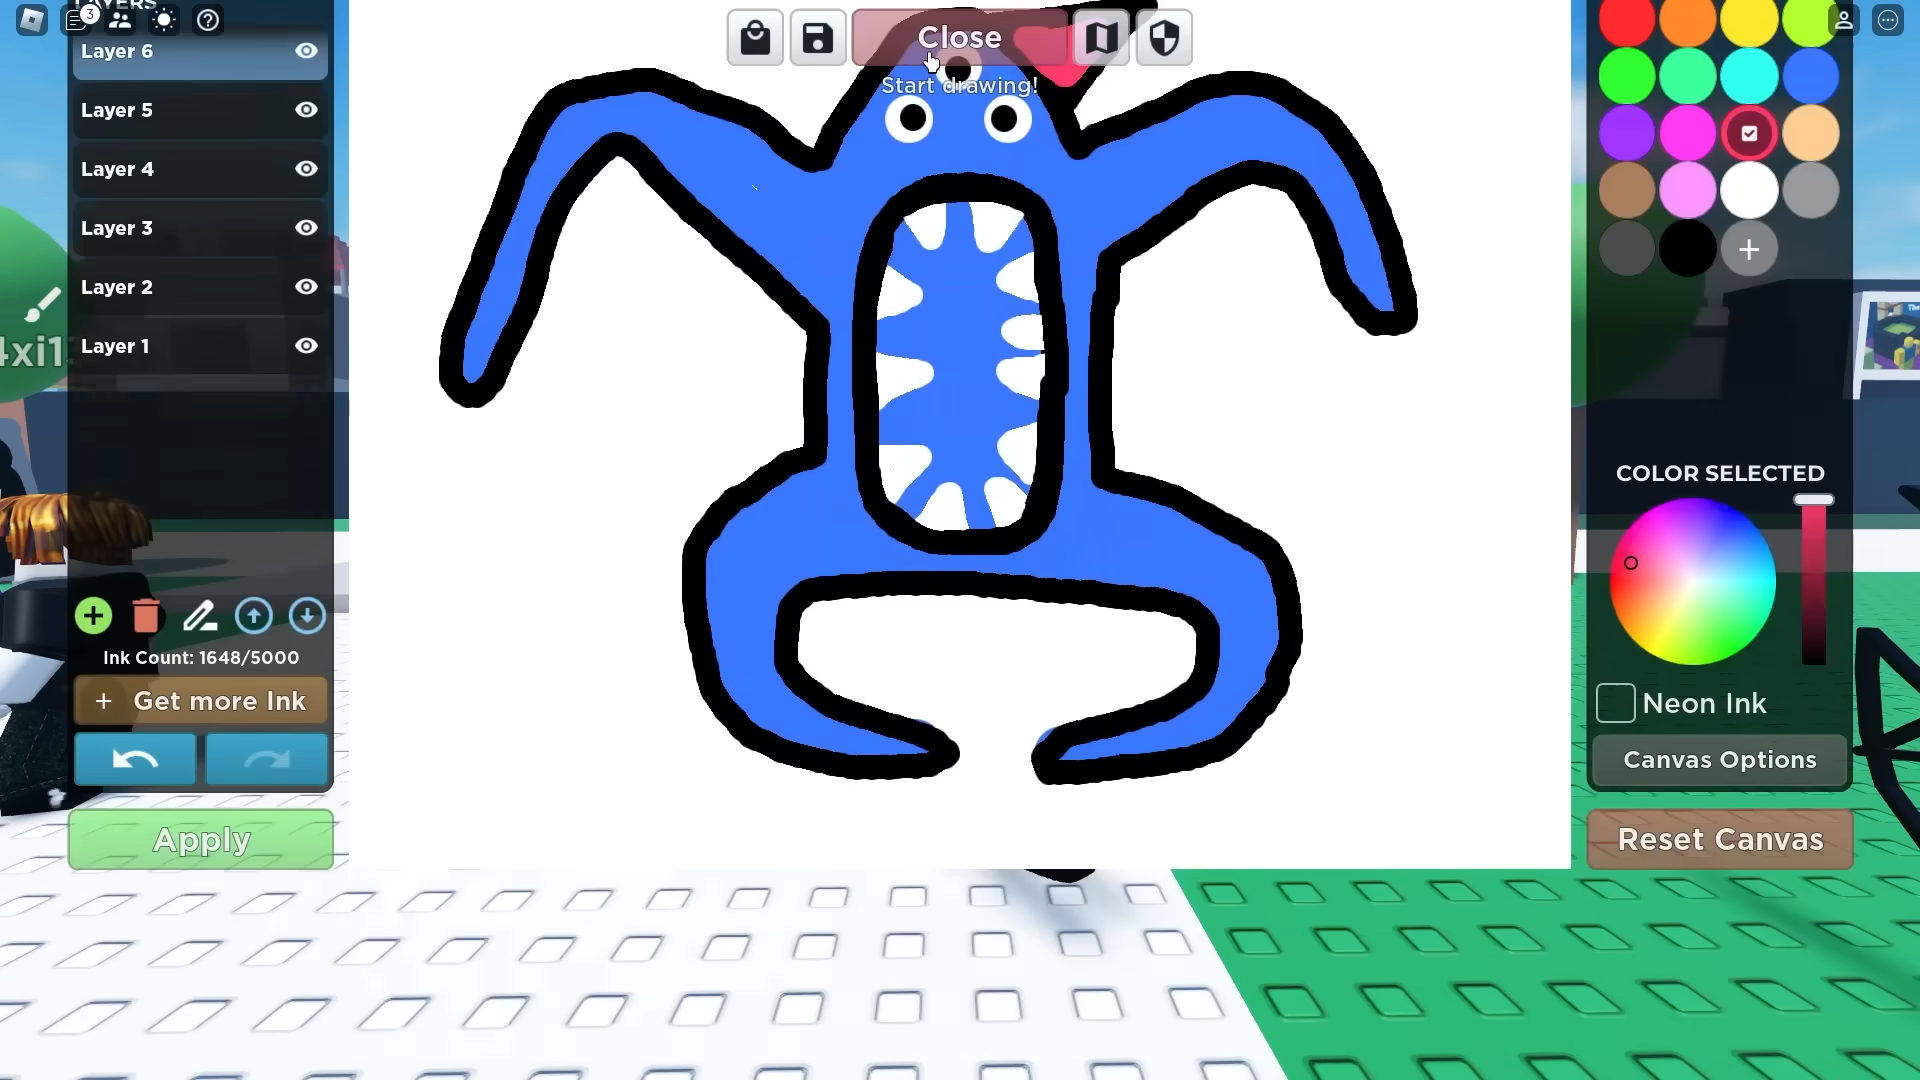 3
Layer 6
Layer 5
Layer 4
Layer 3
Layer 2
Layer 1
Ink Count: 1648/5000
+ Get more Ink
Apply
Close
Start drawing!
COLOR SELECTED
Neon Ink
Canvas Options
Reset Canvas